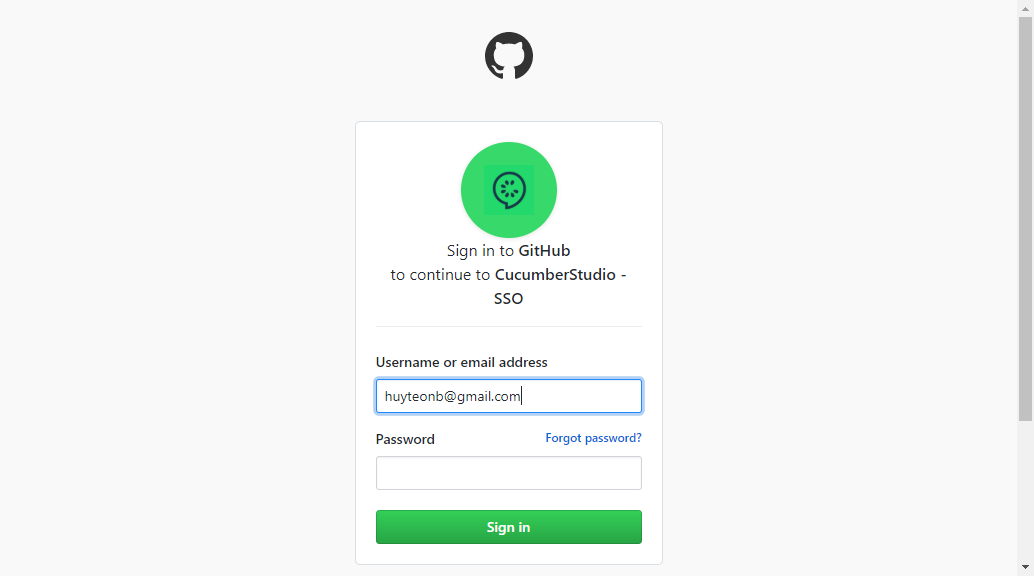 Sign in to GitHub
to continue to CucumberStudio -
SSO
Username or email address
huyteonb@gmail.com
Password Forgot password?
Sign in